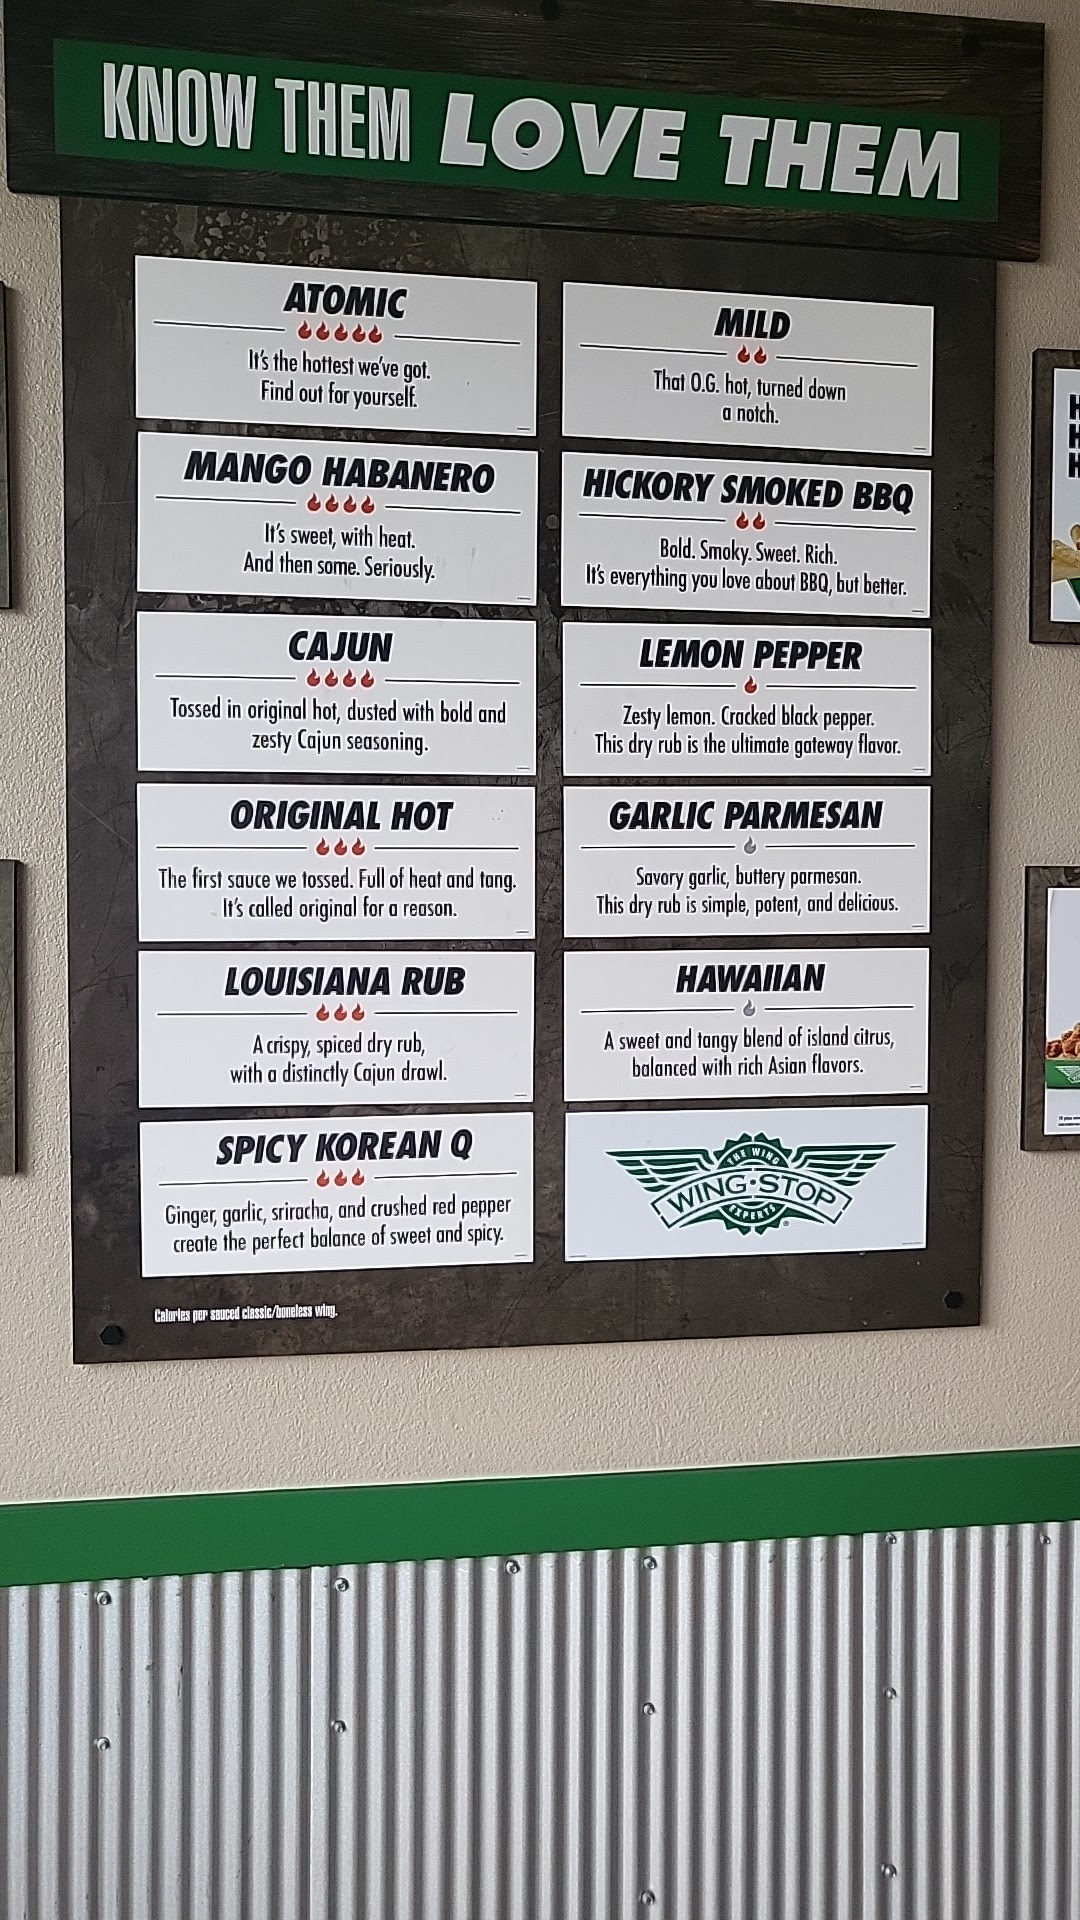 KNOW THEM LOVE THEM
ATOMIC
It's the hottest we've got.
Find out for yourself.
MANGO HABANERO
It's sweet, with heat.
And then some. Seriously.
CAJUN
Tossed in original hot, dusted with bold and
zesty Cajun seasoning.
ORIGINAL HOT
The first sauce we tossed. Full of heat and tang.
It's called original for a reason.
LOUISIANA RUB
A crispy, spiced dry rub,
with a distinctly Cajun drawl.
SPICY KOREAN Q
Ginger, garlic, sriracha, and crushed red pepper
create the perfect balance of sweet and spicy.
MILD
That O.G. hot, turned down
a notch.
HICKORY SMOKED BBQ
Bold. Smoky. Sweet. Rich.
It's everything you love about BBQ, but better.
LEMON PEPPER
Zesty lemon. Cracked black pepper.
This dry rub is the ultimate gateway flavor.
GARLIC PARMESAN
Savory garlic, buttery parmesan.
This dry rub is simple, potent, and delicious.
HAWAIIAN
A sweet and tangy blend of island citrus,
balanced with rich Asian flavors.
THE WING
WING·STOP
EXPERTS
®
Calories per sauced classic/boneless wing.
H
H
H